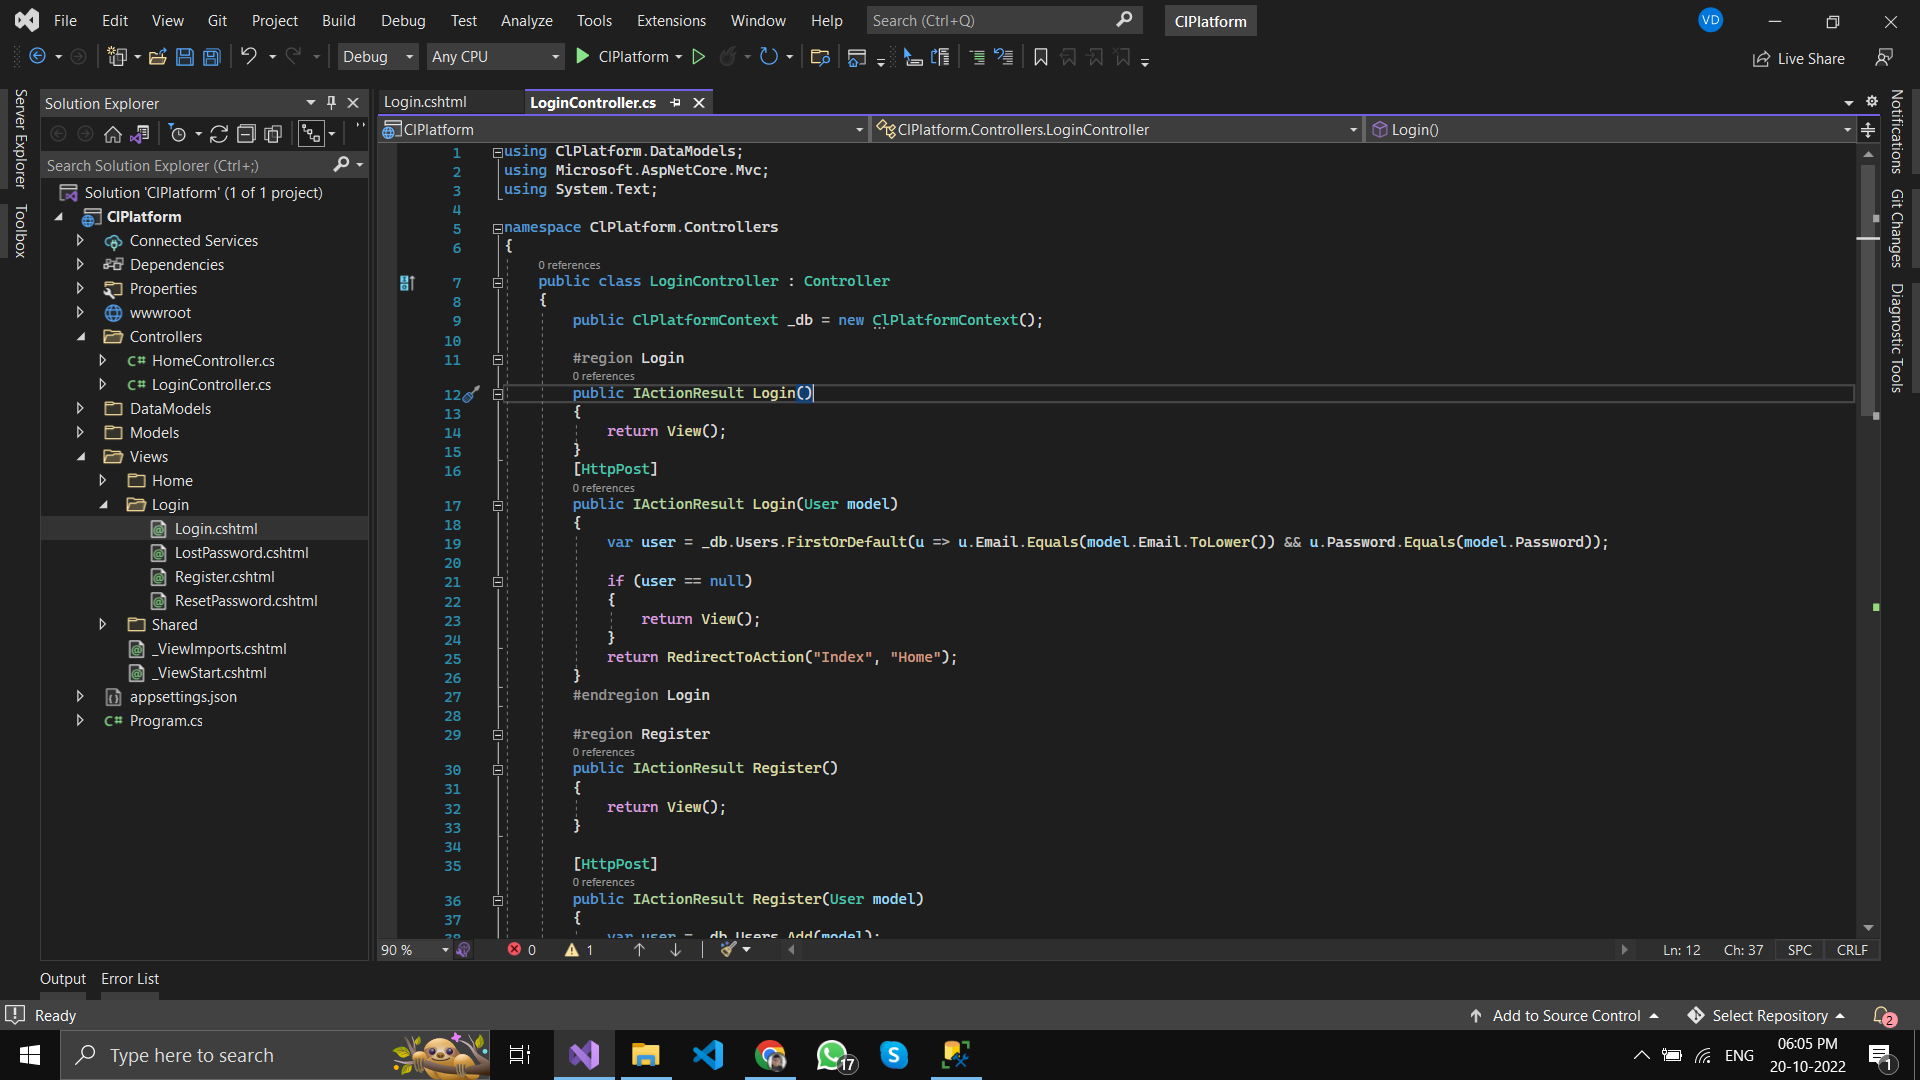 File Edit View Git Project Build Debug Test Analyze Tools Extensions Window Help Search (Ctrl+Q) CIPlatform VD
Debug Any CPU CIPlatform Live Share
Server Explorer
Toolbox
Solution Explorer
Search Solution Explorer (Ctrl+;)
Solution 'CIPlatform' (1 of 1 project)
CIPlatform
Connected Services
Dependencies
Properties
wwwroot
Controllers
C# HomeController.cs
C# LoginController.cs
DataModels
Models
Views
Home
Login
Login.cshtml
LostPassword.cshtml
Register.cshtml
ResetPassword.cshtml
Shared
_ViewImports.cshtml
_ViewStart.cshtml
appsettings.json
C# Program.cs
Login.cshtml LoginController.cs
CIPlatform CIPlatform.Controllers.LoginController Login()
1 using ClPlatform.DataModels;
2 using Microsoft.AspNetCore.Mvc;
3 using System.Text;
4
5 namespace ClPlatform.Controllers
6 {
0 references
7 public class LoginController : Controller
8 {
9 public ClPlatformContext _db = new ClPlatformContext();
10
11 #region Login
0 references
12 public IActionResult Login()
13 {
14 return View();
15 }
16 [HttpPost]
0 references
17 public IActionResult Login(User model)
18 {
19 var user = _db.Users.FirstOrDefault(u => u.Email.Equals(model.Email.ToLower()) && u.Password.Equals(model.Password));
20
21 if (user == null)
22 {
23 return View();
24 }
25 return RedirectToAction("Index", "Home");
26 }
27 #endregion Login
28
29 #region Register
0 references
30 public IActionResult Register()
31 {
32 return View();
33 }
34
35 [HttpPost]
0 references
36 public IActionResult Register(User model)
37 {
38 var user = _db.Users.Add(model);
90 % 0 1 Ln: 12 Ch: 37 SPC CRLF
Notifications
Git Changes
Diagnostic Tools
Output Error List
Ready Add to Source Control Select Repository 2
Type here to search 17 ENG 06:05 PM
20-10-2022 1